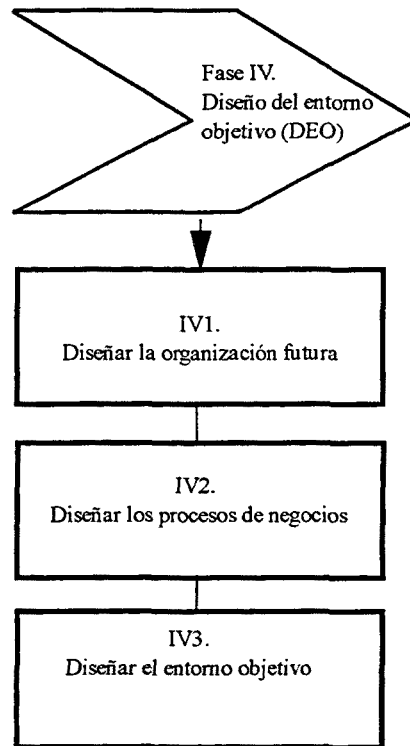 Fase IV.
Diseño del entorno
objetivo (DEO)
IV1.
Diseñar la organización futura
IV2.
Diseñar los procesos de negocios
IV3.
Diseñar el entorno objetivo